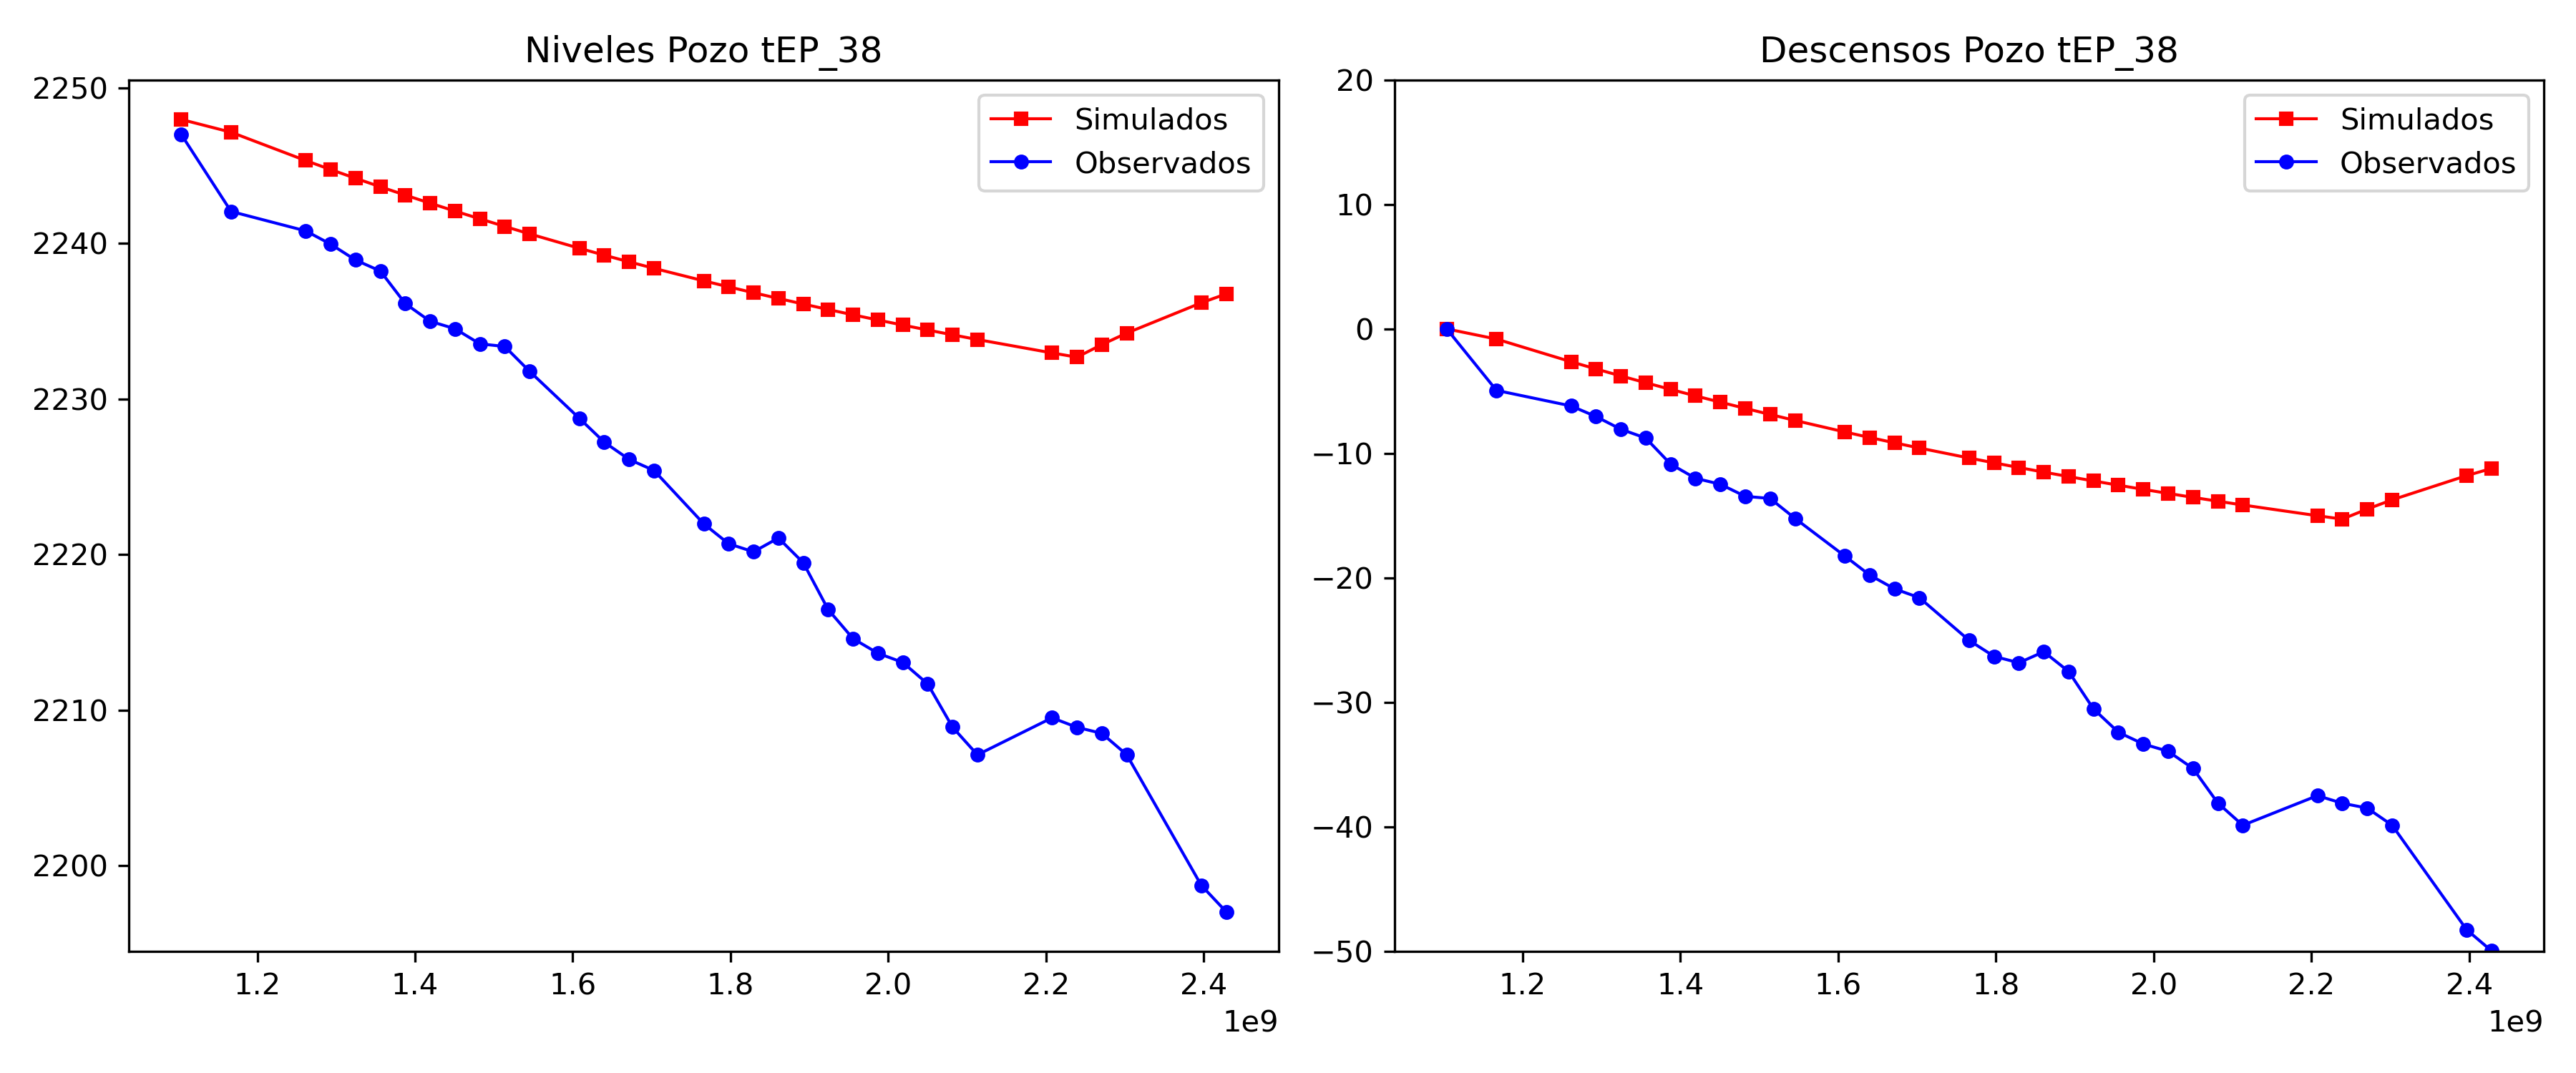 Niveles Pozo tEP_38
2250
2240
2230
2220
2210
2200
Simulados
Observados
1.2 1.4 1.6 1.8 2.0 2.2 2.4
1e9
Descensos Pozo tEP_38
20
10
0
−10
−20
−30
−40
−50
Simulados
Observados
1.2 1.4 1.6 1.8 2.0 2.2 2.4
1e9